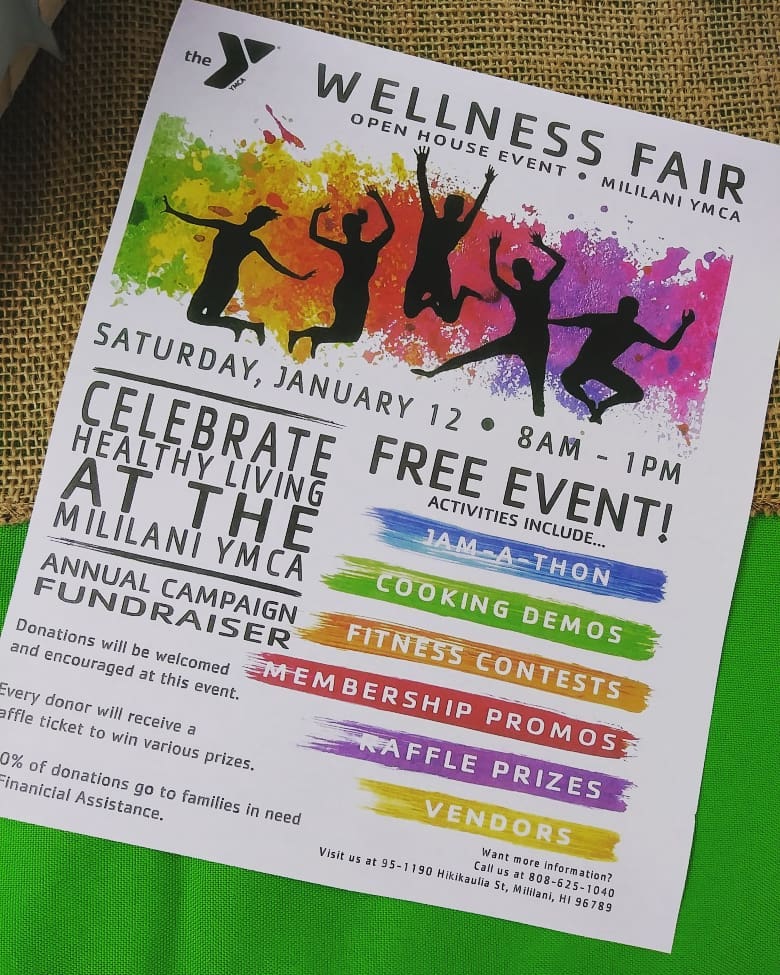 the
YMCA
WELLNESS FAIR
OPEN HOUSE EVENT • MILILANI YMCA
SATURDAY, JANUARY 12 • 8AM - 1PM
CELEBRATE
HEALTHY LIVING
AT THE
MILILANI YMCA
ANNUAL CAMPAIGN
FUNDRAISER
Donations will be welcomed
and encouraged at this event.
Every donor will receive a
affle ticket to win various prizes.
0% of donations go to families in need
Financicial Assistance.
FREE EVENT!
ACTIVITIES INCLUDE...
JAM-A-THON
COOKING DEMOS
FITNESS CONTESTS
MEMBERSHIP PROMOS
RAFFLE PRIZES
VENDORS
Want more information?
Call us at 808-625-1040
Visit us at 95-1190 Hikikaulia St, Mililani, HI 96789